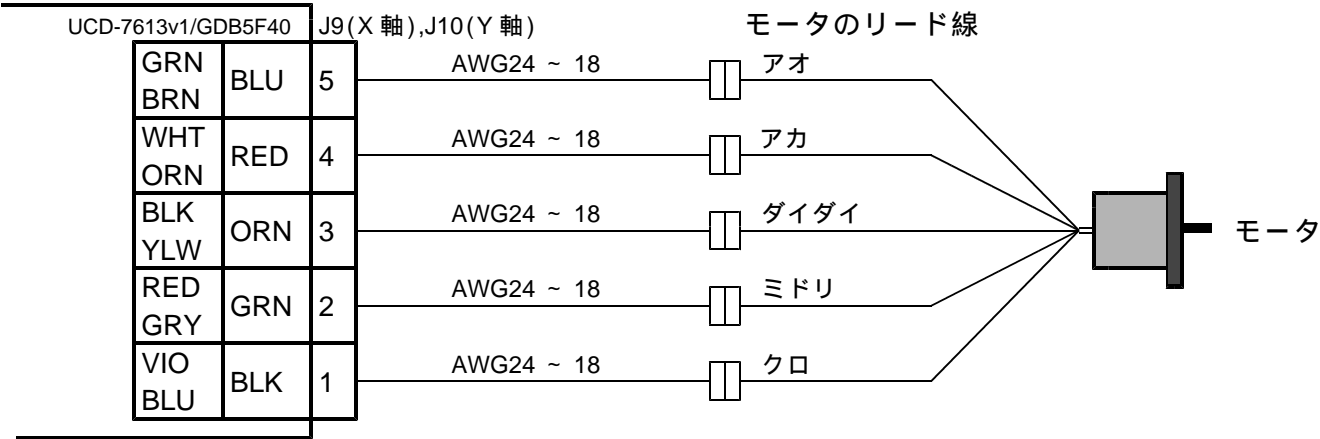 UCD-7613v1/GDB5F40 J9(X軸),J10(Y軸) モータのリード線
GRN
BRN
BLU 5 AWG24 ~ 18 アオ
WHT
ORN
RED 4 AWG24 ~ 18 アカ
BLK
YLW
ORN 3 AWG24 ~ 18 ダイダイ
モータ
RED
GRY
GRN 2 AWG24 ~ 18 ミドリ
VIO
BLU
BLK 1 AWG24 ~ 18 クロ